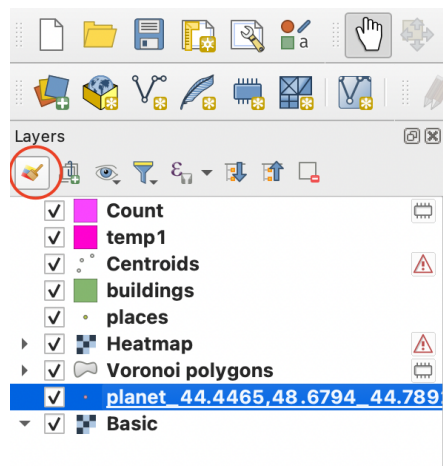 a
Layers
ε
Count
temp1
Centroids
buildings
places
Heatmap
Voronoi polygons
planet_44.4465,48.6794_44.789
Basic